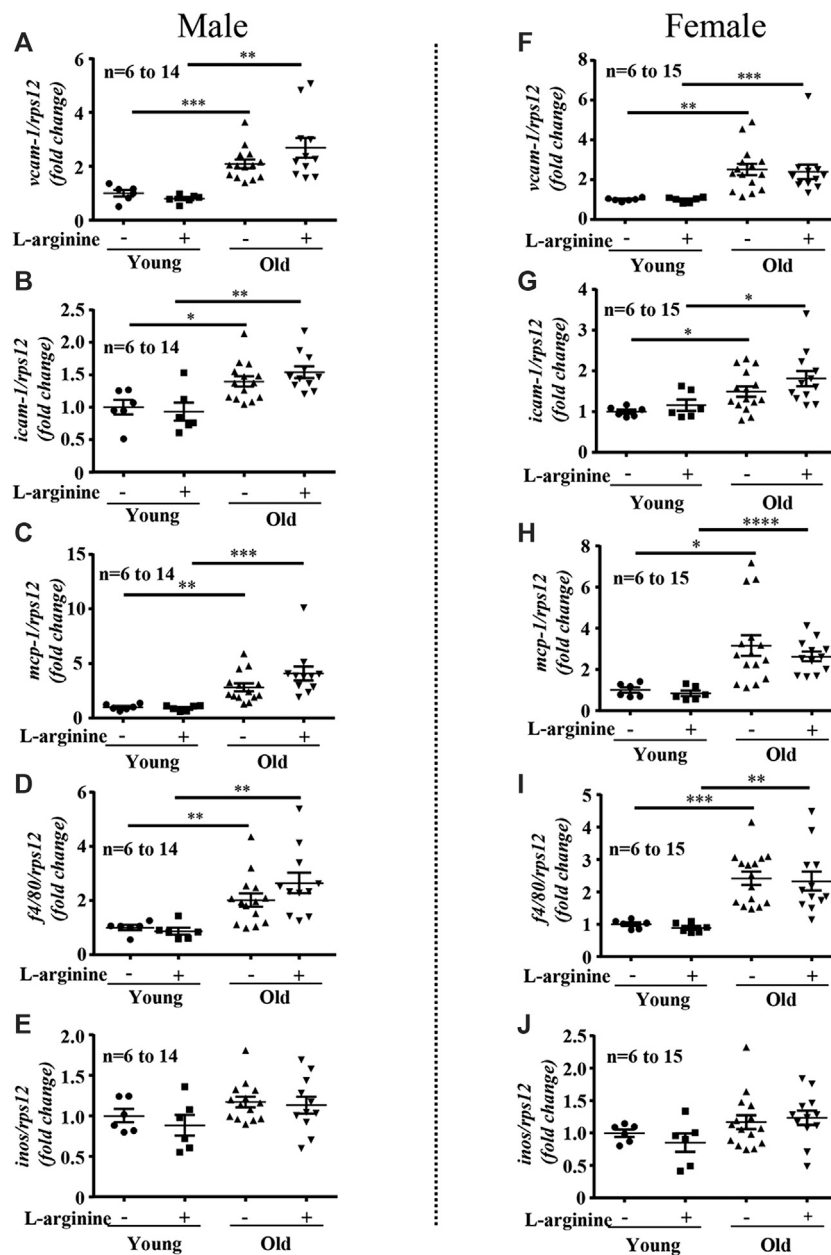 Male
Female
A
n=6 to 14
**
***
vcam-1/rps12
(fold change)
6
4
2
0
L-arginine
-
+
-
+
Young
Old
B
n=6 to 14
**
*
icam-1/rps12
(fold change)
2.5
2.0
1.5
1.0
0.5
0
L-arginine
-
+
-
+
Young
Old
C
n=6 to 14
***
**
mcp-1/rps12
(fold change)
15
10
5
0
L-arginine
-
+
-
+
Young
Old
D
n=6 to 14
**
**
f4/80/rps12
(fold change)
6
4
2
0
L-arginine
-
+
-
+
Young
Old
E
n=6 to 14
inos/rps12
(fold change)
2.0
1.5
1.0
0.5
0
L-arginine
-
+
-
+
Young
Old
F
n=6 to 15
***
**
vcam-1/rps12
(fold change)
8
6
4
2
0
L-arginine
-
+
-
+
Young
Old
G
n=6 to 15
*
*
icam-1/rps12
(fold change)
4
3
2
1
0
L-arginine
-
+
-
+
Young
Old
H
n=6 to 15
****
*
mcp-1/rps12
(fold change)
8
6
4
2
0
L-arginine
-
+
-
+
Young
Old
I
n=6 to 15
**
***
f4/80/rps12
(fold change)
5
4
3
2
1
0
L-arginine
-
+
-
+
Young
Old
J
n=6 to 15
inos/rps12
(fold change)
2.5
2.0
1.5
1.0
0.5
0
L-arginine
-
+
-
+
Young
Old